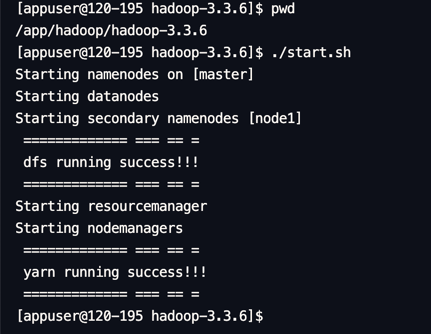 [appuser@120-195 hadoop-3.3.6]$ pwd
/app/hadoop/hadoop-3.3.6
[appuser@120-195 hadoop-3.3.6]$ ./start.sh
Starting namenodes on [master]
Starting datanodes
Starting secondary namenodes [node1]
============= === == =
dfs running success!!!
============= === == =
Starting resourcemanager
Starting nodemanagers
============= === == =
yarn running success!!!
============= === == =
[appuser@120-195 hadoop-3.3.6]$